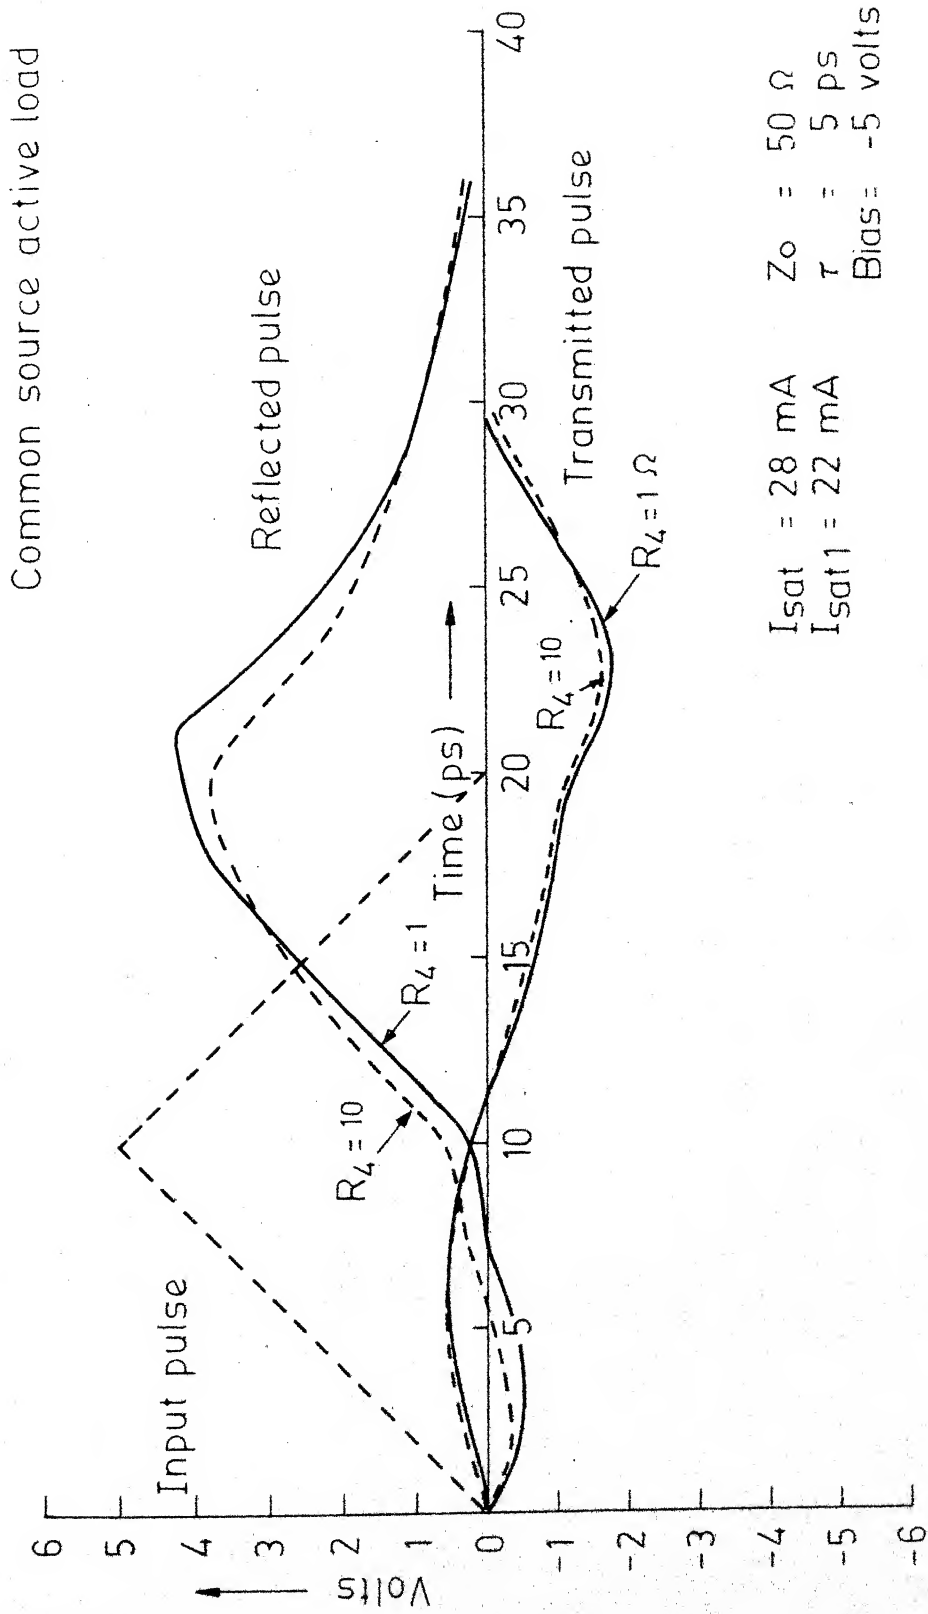 Common source active load
Input pulse
Reflected pulse
Transmitted pulse
R4 = 10
R4 = 1
R4 = 10
R4 = 1 Ω
Time (ps)
Volts
6
5
4
3
2
1
0
-1
-2
-3
-4
-5
-6
5
10
15
20
25
30
35
40
Isat = 28 mA
Isat1 = 22 mA
Zo = 50 Ω
τ = 5 ps
Bias = -5 volts